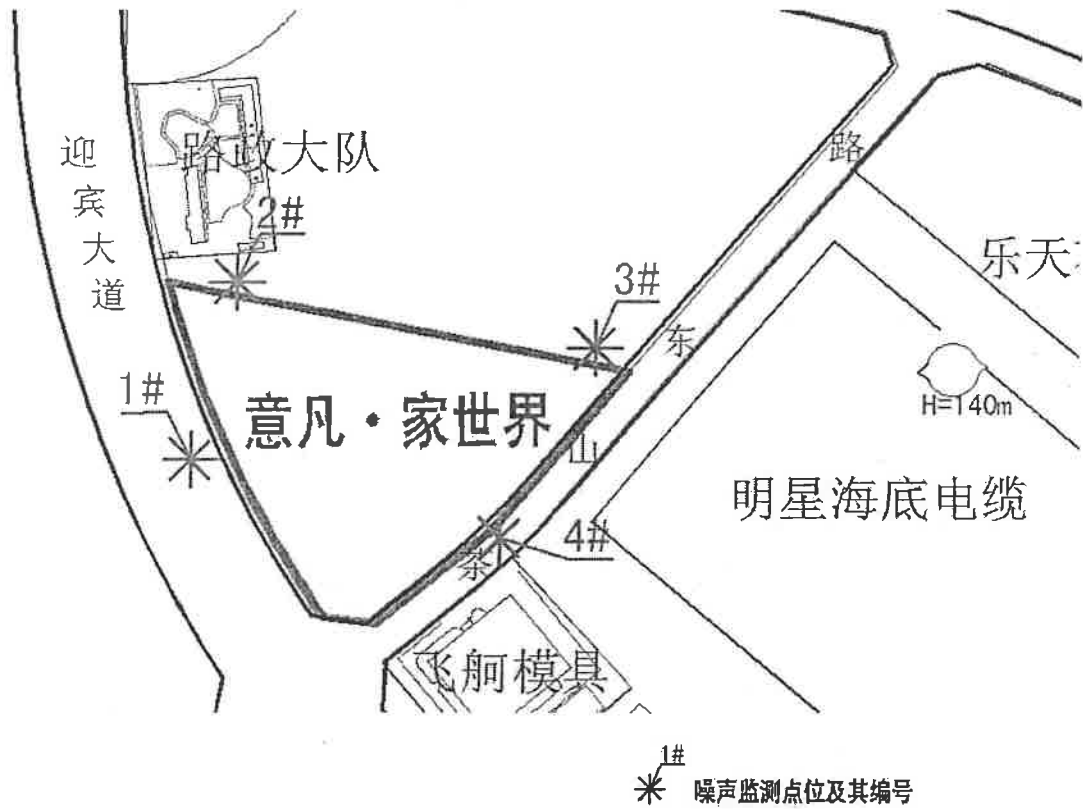 迎宾大道
路政大队
2#
路
乐天
3#
东
1#
意凡·家世界
H=140m
山
明星海底电缆
4#
茶
飞舸模具
1#
噪声监测点位及其编号